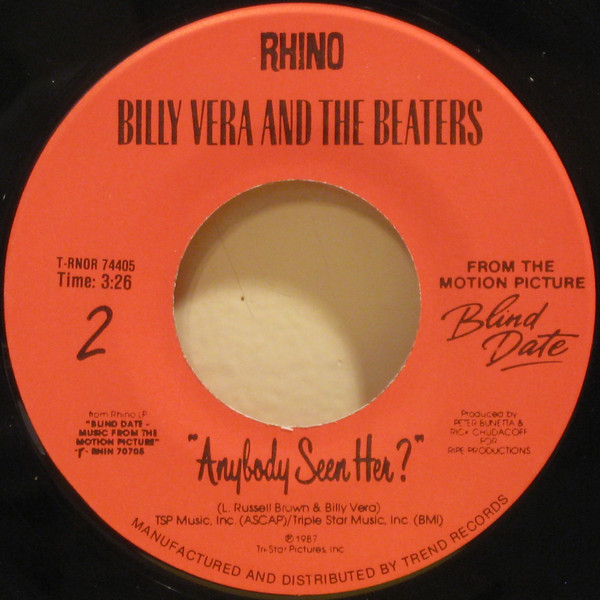 RHINO
BILLY VERA AND THE BEATERS
T-RNOR 74405
Time: 3:26
2
FROM THE
MOTION PICTURE
Blind
Date
from Rhino LP
"BLIND DATE -
MUSIC FROM THE
MOTION PICTURE"
T- RNIN 70705
Produced by
PETER BUNETTA &
RICK CHUDACOFF
FOR
RIPE PRODUCTIONS
"Anybody Seen Her?"
(L. Russell Brown & Billy Vera)
TSP Music, Inc. (ASCAP)/Triple Star Music, Inc. (BMI)
℗1987
Tri-Star Pictures, Inc.
MANUFACTURED AND DISTRIBUTED BY TREND RECORDS